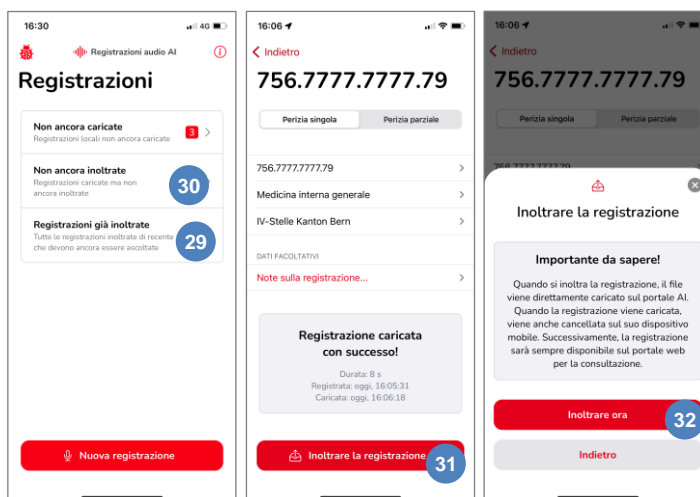 16:30
4G
Registrazioni audio AI
Registrazioni
Non ancora caricate
Registrazioni locali non ancora caricate
3
Non ancora inoltrate
Registrazioni caricate ma non
ancora inoltrate
30
Registrazioni già inoltrate
Tutte le registrazioni inoltrate di recente
che devono ancora essere ascoltate
29
Nuova registrazione
16:06
Indietro
756.7777.7777.79
Perizia singola
Perizia parziale
756.7777.7777.79
Medicina interna generale
IV-Stelle Kanton Bern
DATI FACOLTATIVI
Note sulla registrazione...
Registrazione caricata
con successo!
Durata: 8 s
Registrata: oggi, 16:05:31
Caricata: oggi, 16:06:18
Inoltrare la registrazione
31
16:06
Indietro
756.7777.7777.79
Perizia singola
Perizia parziale
756.7777.7777.79
Inoltrare la registrazione
Importante da sapere!
Quando si inoltra la registrazione, il file
viene direttamente caricato sul portale AI.
Quando la registrazione viene caricata,
viene anche cancellata sul suo dispositivo
mobile. Successivamente, la registrazione
sarà sempre disponibile sul portale web
per la consultazione.
Inoltrare ora
32
Indietro